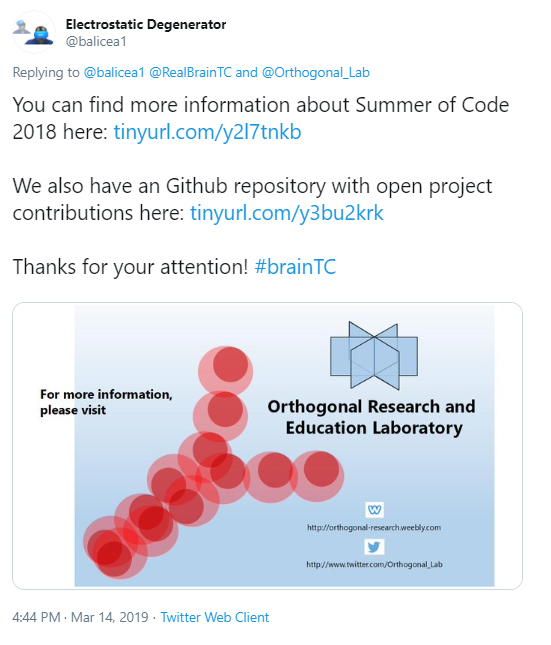 Electrostatic Degenerator
@balicea1
Replying to @balicea1 @RealBrainTC and @Orthogonal_Lab
You can find more information about Summer of Code
2018 here: tinyurl.com/y2l7tnkb
We also have an Github repository with open project
contributions here: tinyurl.com/y3bu2krk
Thanks for your attention! #brainTC
For more information,
please visit
Orthogonal Research and
Education Laboratory
http://orthogonal-research.weebly.com
http://www.twitter.com/Orthogonal_Lab
4:44 PM · Mar 14, 2019 · Twitter Web Client